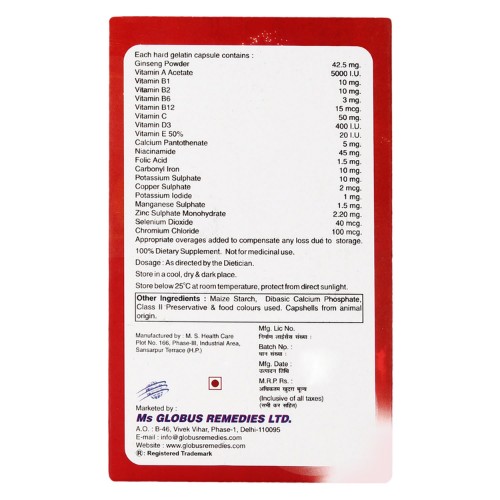 Each hard gelatin capsule contains :
Ginseng Powder 42.5 mg.
Vitamin A Acetate 5000 I.U.
Vitamin B1 10 mg.
Vitamin B2 10 mg.
Vitamin B6 3 mg.
Vitamin B12 15 mcg.
Vitamin C 50 mg.
Vitamin D3 400 I.U.
Vitamin E 50% 20 I.U.
Calcium Pantothenate 5 mg.
Niacinamide 45 mg.
Folic Acid 1.5 mg.
Carbonyl Iron 10 mg.
Potassium Sulphate 10 mg.
Copper Sulphate 2 mcg.
Potassium Iodide 1 mg.
Manganese Sulphate 1.5 mg.
Zinc Sulphate Monohydrate 2.20 mg.
Selenium Dioxide 40 mcg.
Chromium Chloride 100 mcg.
Appropriate overages added to compensate any loss due to storage.
100% Dietary Supplement. Not for medicinal use.
Dosage : As directed by the Dietician.
Store in a cool, dry & dark place.
Store below 25°C at room temperature, protect from direct sunlight.
Other Ingredients : Maize Starch, Dibasic Calcium Phosphate,
Class II Preservative & food colours used. Capshells from animal
origin.
Manufactured by : M. S. Health Care
Plot No. 166, Phase-III, Industrial Area,
Sansarpur Terrace (H.P.)
Mfg. Lic No.
निर्माण लाईसेंस संख्या :
Batch No. :
घान संख्या :
Mfg. Date :
उत्पादन तिथि
M.R.P. Rs :
अधिकतम खुदरा मूल्य
(Inclusive of all taxes)
(सभी कर सहित)
Marketed by :
Ms GLOBUS REMEDIES LTD.
A.O. : B-46, Vivek Vihar, Phase-1, Delhi-110095
E-mail : info@globusremedies.com
Website : www.globusremedies.com
® : Registered Trademark